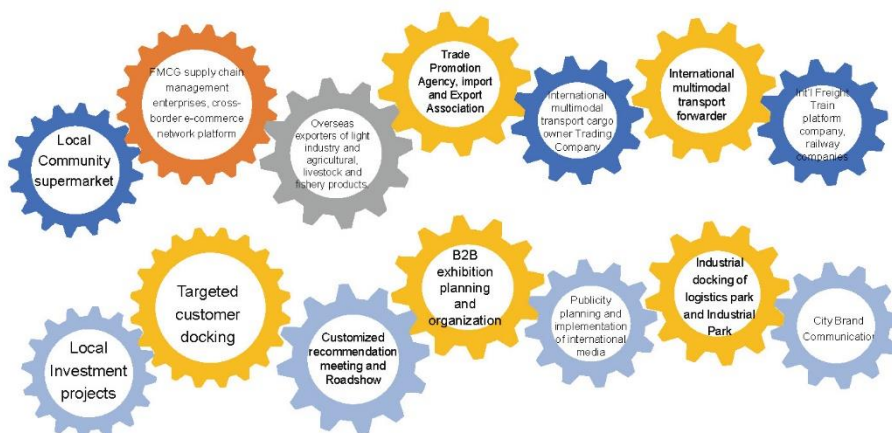 Local
Community
supermarket
FMCG supply chain
management
enterprises, cross-
border e-commerce
network platform
Overseas
exporters of light
industry and
agricultural,
livestock and
fishery products,
Trade
Promotion
Agency, import
and Export
Association
International
multimodal
transport cargo
owner Trading
Company
International
multimodal
transport forwarder
Int'l Freight
Train platform
company,
railway
companies
Local
Investment
projects
Targeted
customer
docking
Customized
recommendation
meeting and
Roadshow
B2B
exhibition
planning
and
organization
Publicity
planning and
implementation
of international
media
Industrial
docking of
logistics park
and Industrial
Park
City Brand
Communication